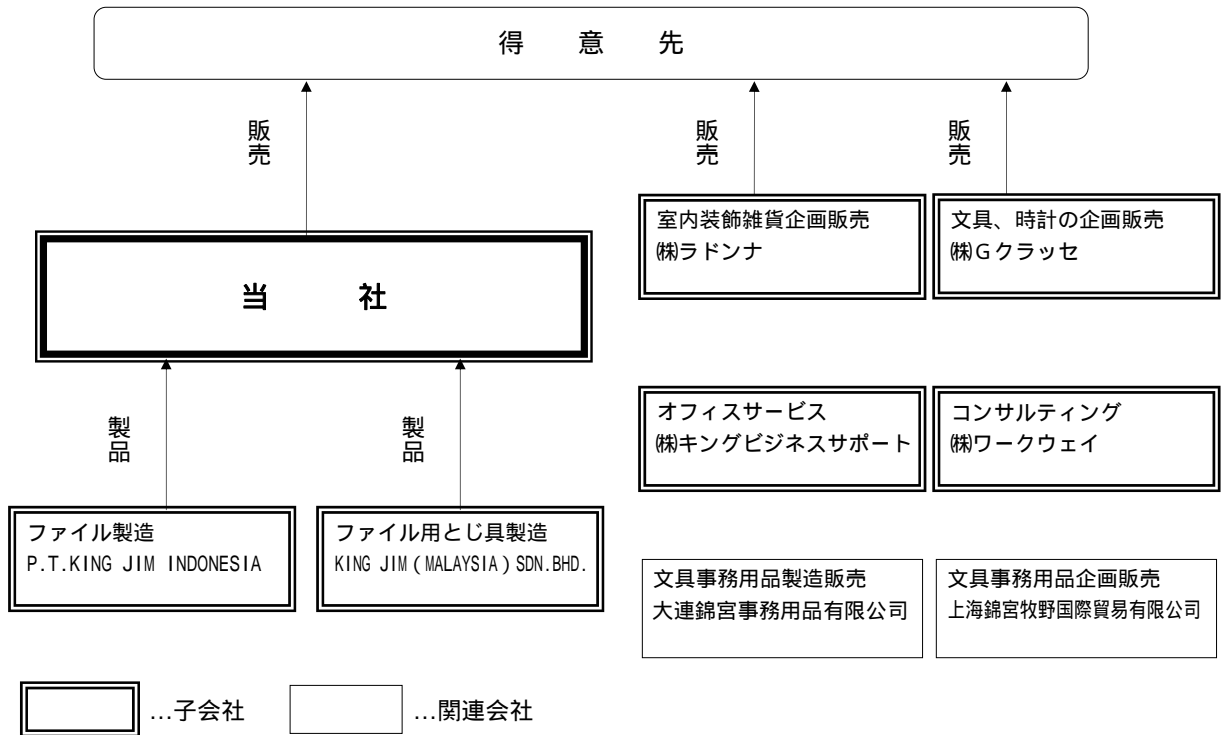 得意先
販売
販売
販売
室内装飾雑貨企画販売
㈱ラドンナ
文具、時計の企画販売
㈱Gクラッセ
当社
製品
製品
オフィスサービス
㈱キングビジネスサポート
コンサルティング
㈱ワークウェイ
ファイル製造
P.T.KING JIM INDONESIA
ファイル用とじ具製造
KING JIM(MALAYSIA)SDN.BHD.
文具事務用品製造販売
大連錦宮事務用品有限公司
文具事務用品企画販売
上海錦宮牧野国際貿易有限公司
…子会社
…関連会社